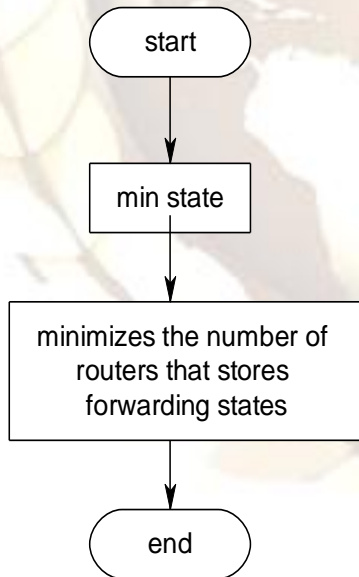 start
min state
minimizes the number of
routers that stores
forwarding states
end